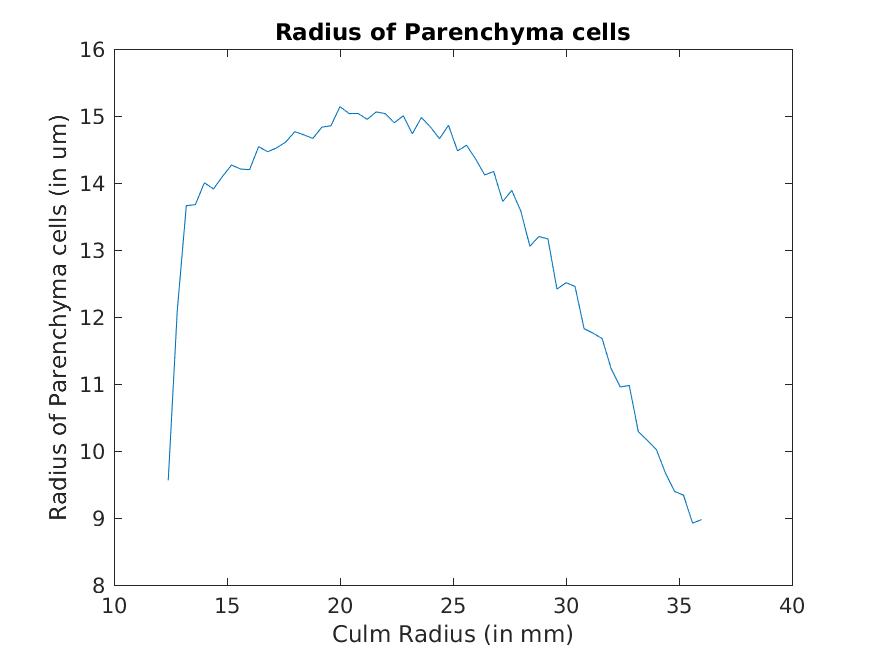 Radius of Parenchyma cells
Radius of Parenchyma cells (in um)
16
15
14
13
12
11
10
9
8
10 15 20 25 30 35 40
Culm Radius (in mm)